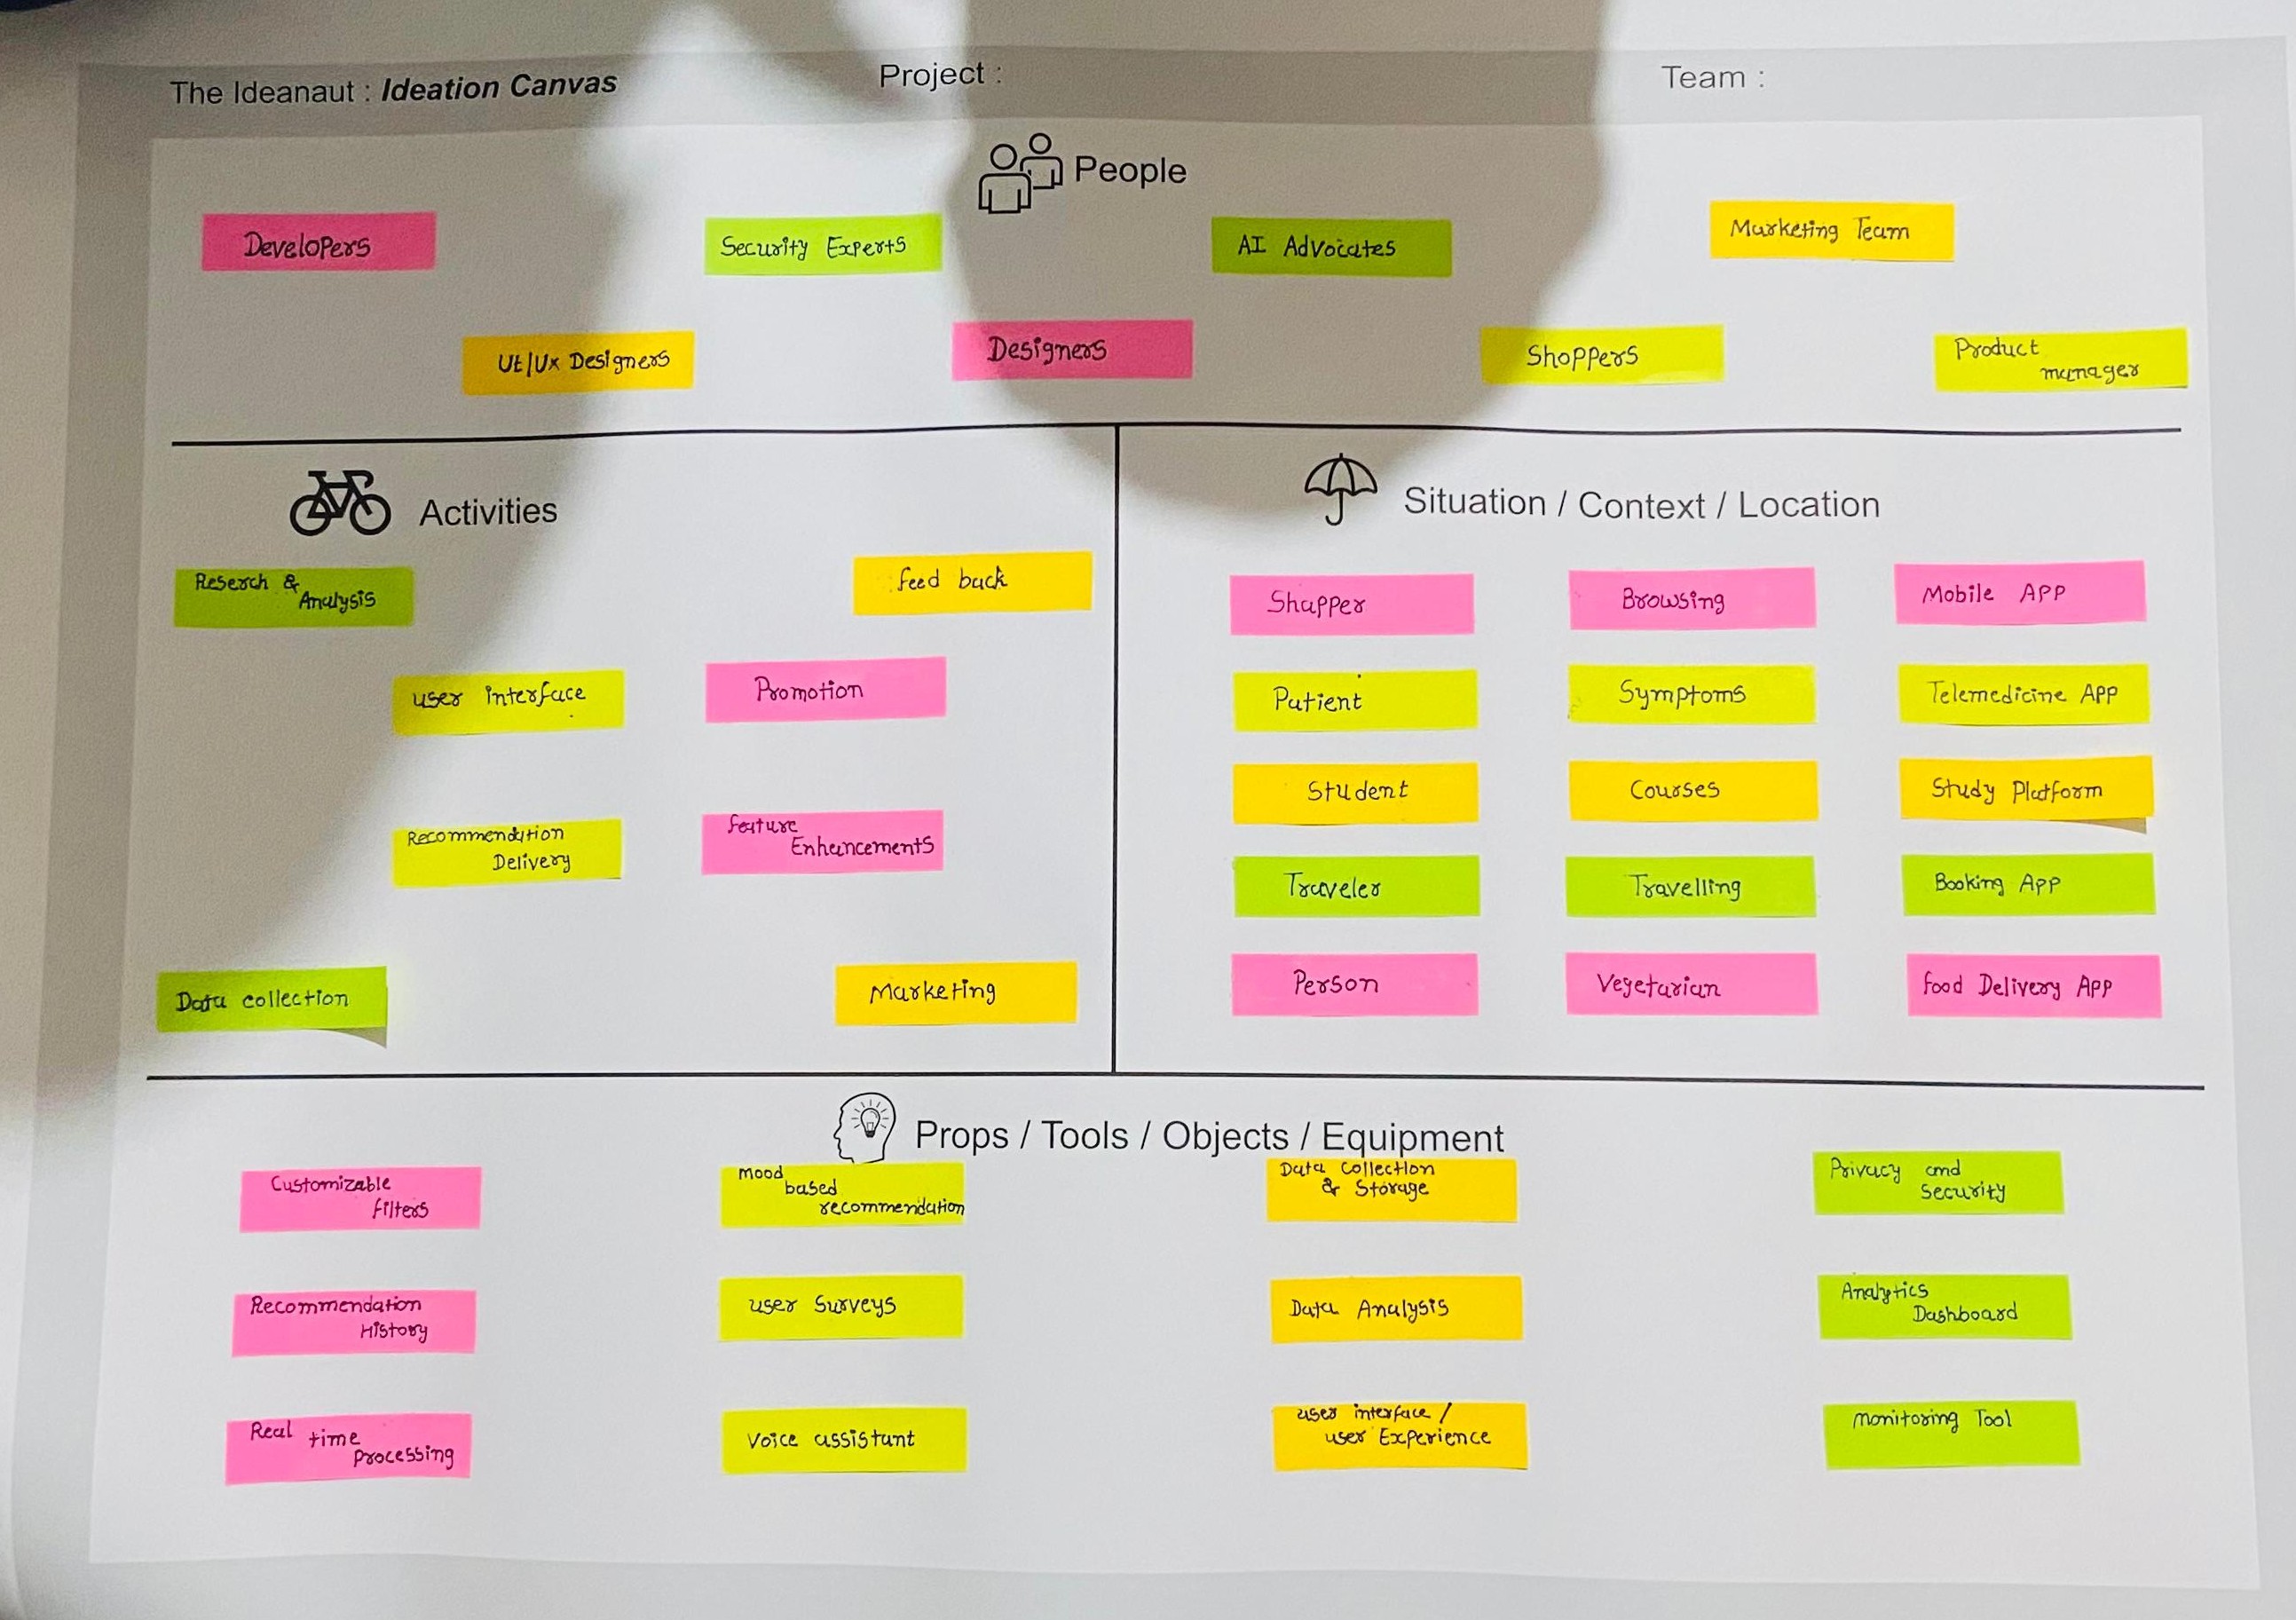 The Ideanaut : Ideation Canvas
Project :
Team :
People
Developers
Security Experts
AI Advocates
Marketing Team
UI/Ux Designers
Designers
Shoppers
Product
manager
Activities
Reserch &
Analysis
feed back
user interface
Promotion
Recommendation
Delivery
feature
Enhancements
Data collection
Marketing
Situation / Context / Location
Shapper
Browsing
Mobile APP
Patient
Symptoms
Telemedicine APP
Student
Courses
Study Platform
Traveler
Travelling
Booking APP
Person
Vegetarian
food Delivery APP
Props / Tools / Objects / Equipment
Customizable
filters
mood
based
recommendation
Data Collection
& Storage
Privacy and
Security
Recommendation
History
user Surveys
Data Analysis
Analytics
Dashboard
Real time
Processing
Voice assistant
user interface /
user Experience
monitoring Tool